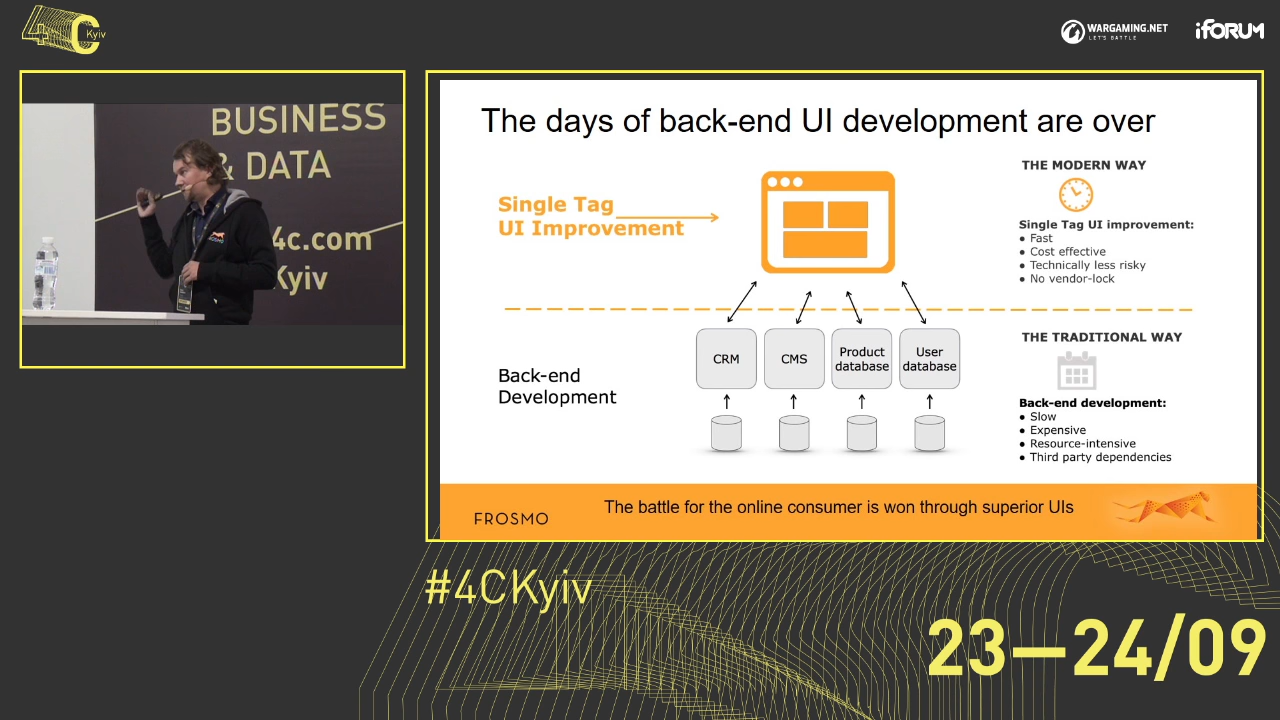 4C Kyiv
WARGAMING.NET
LET'S BATTLE
iFORUM
BUSINESS
& DATA
4c.com
Kyiv
The days of back-end UI development are over
Single Tag
UI Improvement
THE MODERN WAY
Single Tag UI improvement:
● Fast
● Cost effective
● Technically less risky
● No vendor-lock
CRM
CMS
Product
database
User
database
Back-end
Development
THE TRADITIONAL WAY
Back-end development:
● Slow
● Expensive
● Resource-intensive
● Third party dependencies
FROSMO
The battle for the online consumer is won through superior UIs
#4CKyiv
23—24/09